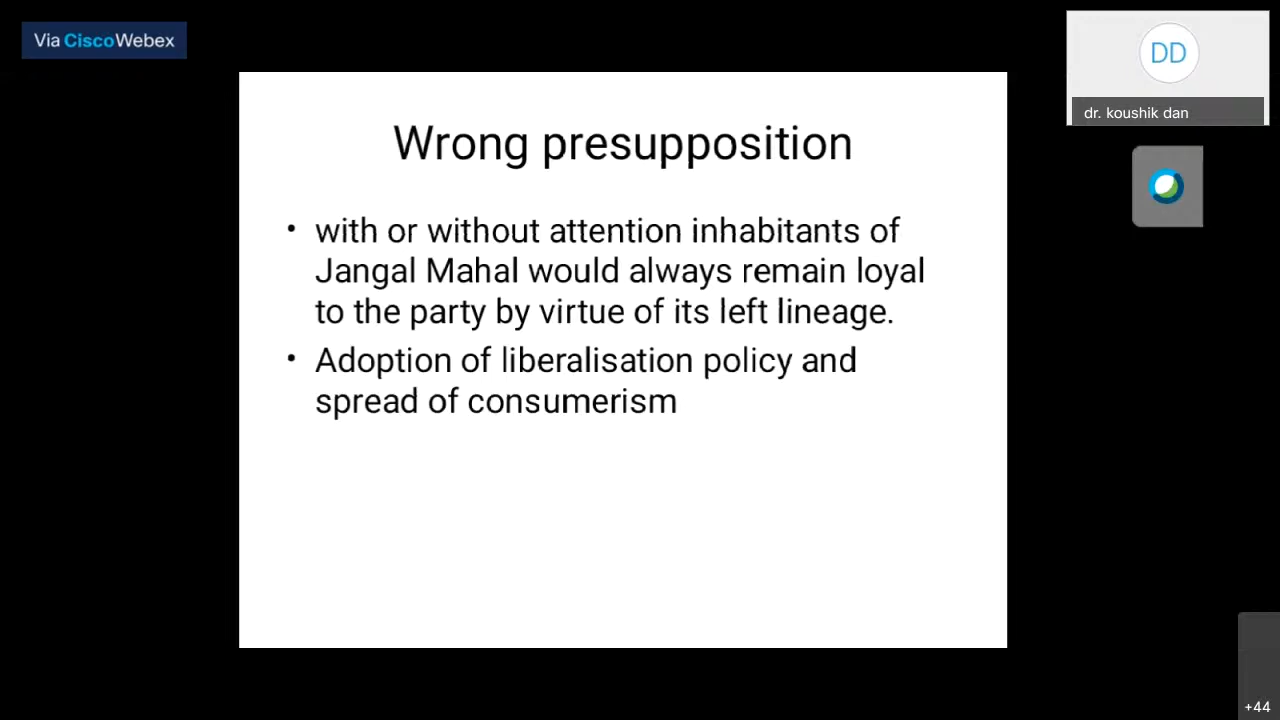 Via CiscoWebex
DD
dr. koushik dan
Wrong presupposition
• with or without attention inhabitants of
Jangal Mahal would always remain loyal
to the party by virtue of its left lineage.
• Adoption of liberalisation policy and
spread of consumerism
+44